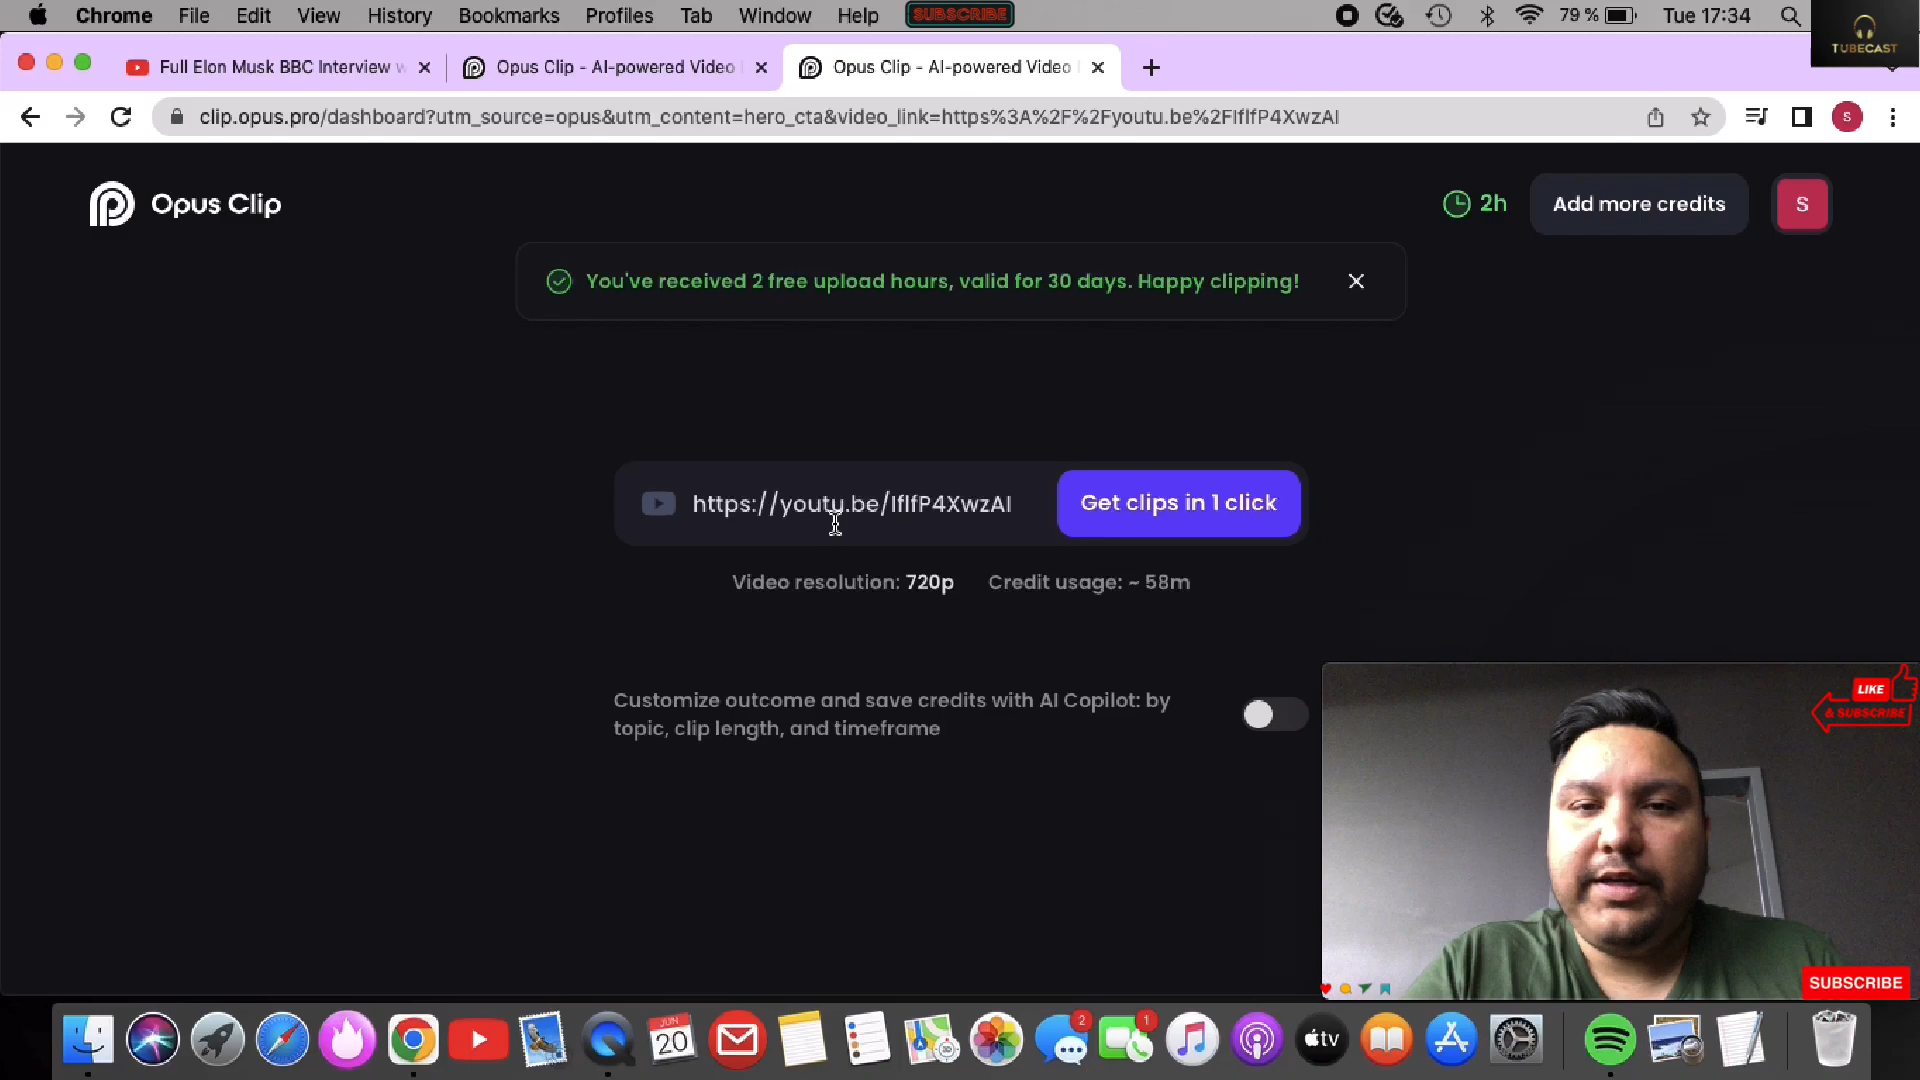 Chrome File Edit View History Bookmarks Profiles Tab Window Help SUBSCRIBE 79 % Tue 17:34
TUBECAST
Full Elon Musk BBC Interview w
Opus Clip - AI-powered Video
Opus Clip - AI-powered Video
clip.opus.pro/dashboard?utm_source=opus&utm_content=hero_cta&video_link=https%3A%2F%2Fyoutu.be%2FIflfP4XwzAI
S
Opus Clip
2h
Add more credits
S
You've received 2 free upload hours, valid for 30 days. Happy clipping!
https://youtu.be/IflfP4XwzAI
Get clips in 1 click
Video resolution: 720p
Credit usage: ~ 58m
Customize outcome and save credits with AI Copilot: by
topic, clip length, and timeframe
LIKE
& SUBSCRIBE
SUBSCRIBE
JUN
20
2
1
tv